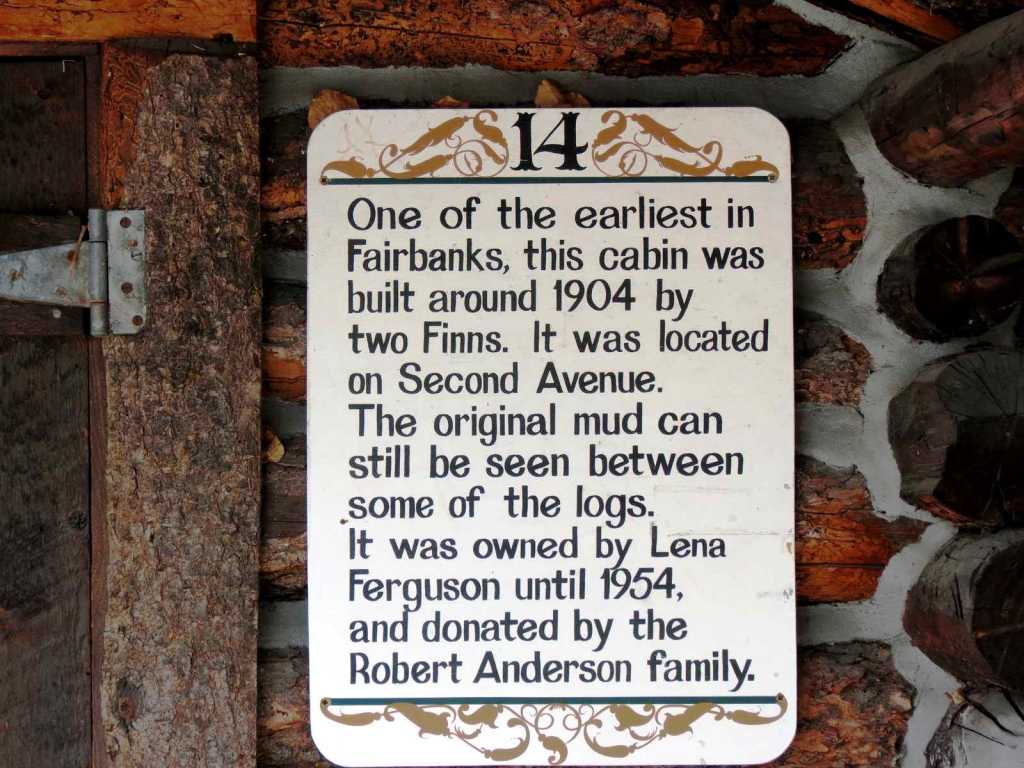 14
One of the earliest in
Fairbanks, this cabin was
built around 1904 by
two Finns. It was located
on Second Avenue.
The original mud can
still be seen between
some of the logs.
It was owned by Lena
Ferguson until 1954,
and donated by the
Robert Anderson family.